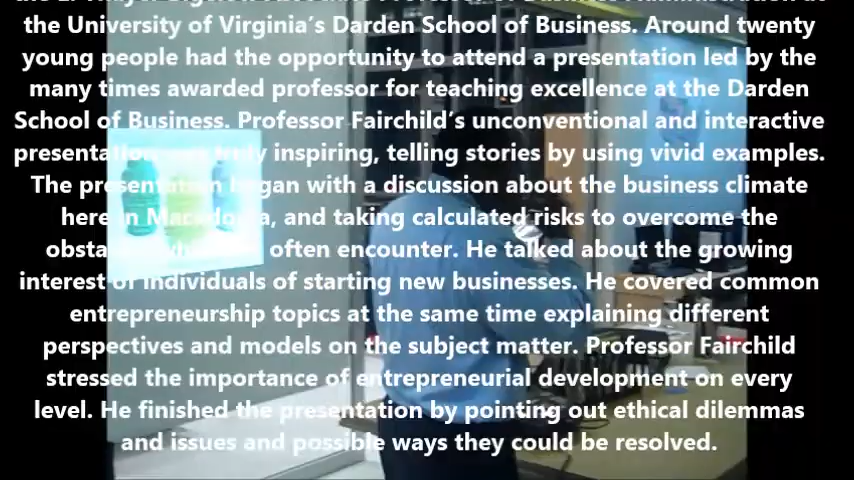 the University of Virginia’s Darden School of Business. Around twenty
young people had the opportunity to attend a presentation led by the
many times awarded professor for teaching excellence at the Darden
School of Business. Professor Fairchild’s unconventional and interactive
presentation was truly inspiring, telling stories by using vivid examples.
The presentation began with a discussion about the business climate
here in Macedonia, and taking calculated risks to overcome the
often encounter. He talked about the growing
interest of individuals of starting new businesses. He covered common
entrepreneurship topics at the same time explaining different
perspectives and models on the subject matter. Professor Fairchild
stressed the importance of entrepreneurial development on every
level. He finished the presentation by pointing out ethical dilemmas
and issues and possible ways they could be resolved.